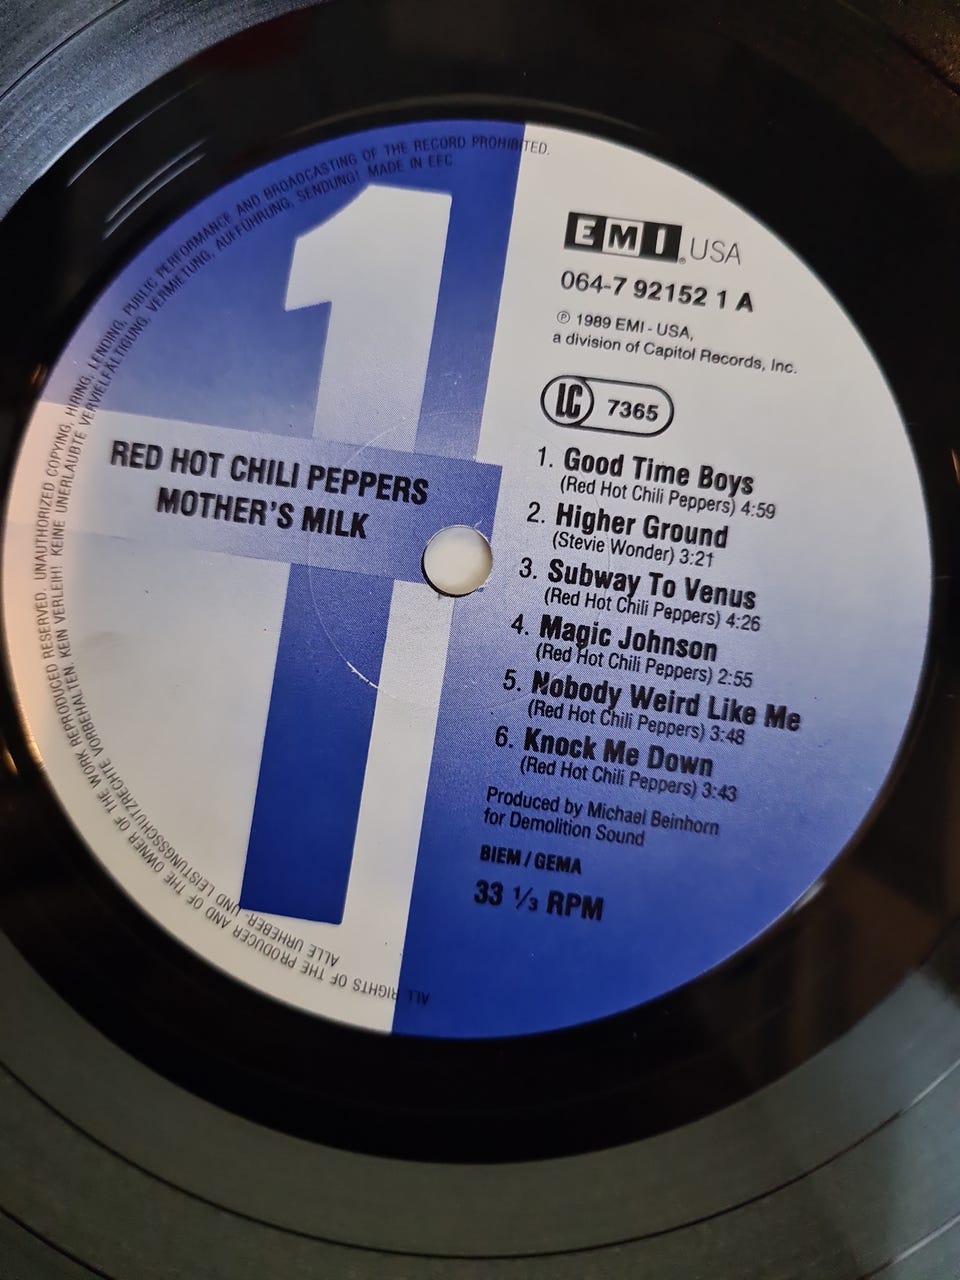 ALL RIGHTS OF THE PRODUCER AND OF THE OWNER OF THE WORK REPRODUCED RESERVED. UNAUTHORIZED COPYING, HIRING, LENDING, PUBLIC PERFORMANCE AND BROADCASTING OF THE RECORD PROHIBITED.
ALLE URHEBER- UND LEISTUNGSSCHUTZRECHTE VORBEHALTEN. KEIN VERLEIH! KEINE UNERLAUBTE VERVIELFÄLTIGUNG, VERMIETUNG, AUFFÜHRUNG, SENDUNG! MADE IN EEC
1
RED HOT CHILI PEPPERS
MOTHER'S MILK
EMI® USA
064-7 92152 1 A
℗ 1989 EMI - USA,
a division of Capitol Records, Inc.
LC 7365
1. Good Time Boys
(Red Hot Chili Peppers) 4:59
2. Higher Ground
(Stevie Wonder) 3:21
3. Subway To Venus
(Red Hot Chili Peppers) 4:26
4. Magic Johnson
(Red Hot Chili Peppers) 2:55
5. Nobody Weird Like Me
(Red Hot Chili Peppers) 3:48
6. Knock Me Down
(Red Hot Chili Peppers) 3:43
Produced by Michael Beinhorn
for Demolition Sound
BIEM / GEMA
33 ⅓ RPM